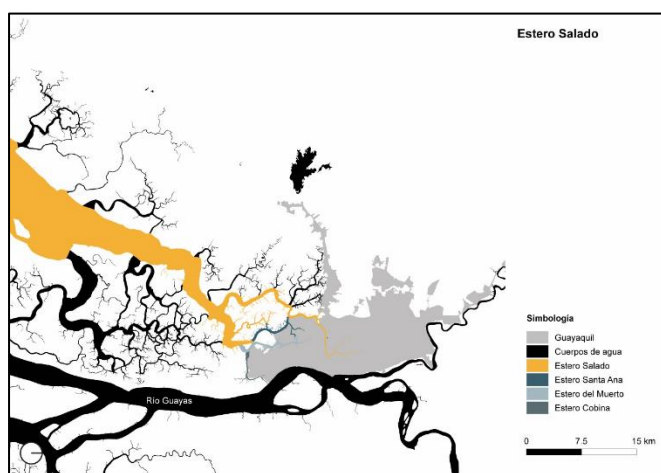 Estero Salado
Simbología
Guayaquil
Cuerpos de agua
Estero Salado
Estero Santa Ana
Estero del Muerto
Estero Cobina
Río Guayas
0 7.5 15 km